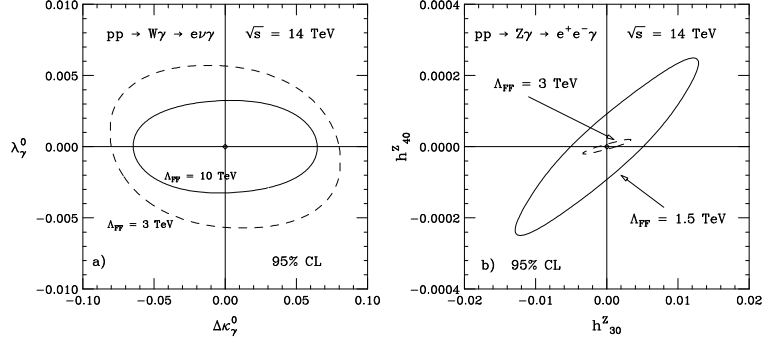 0.010
pp → Wγ → eνγ √s = 14 TeV
0.005
λ⁰γ 0.000
Λ_FF = 10 TeV
−0.005
Λ_FF = 3 TeV
a) 95% CL
−0.010
−0.10 −0.05 0.00 0.05 0.10
Δκ⁰γ
0.0004
pp → Zγ → e⁺e⁻γ √s = 14 TeV
0.0002
Λ_FF = 3 TeV
h^Z_40 0.0000
−0.0002
Λ_FF = 1.5 TeV
b) 95% CL
−0.0004
−0.02 −0.01 0.00 0.01 0.02
h^Z_30